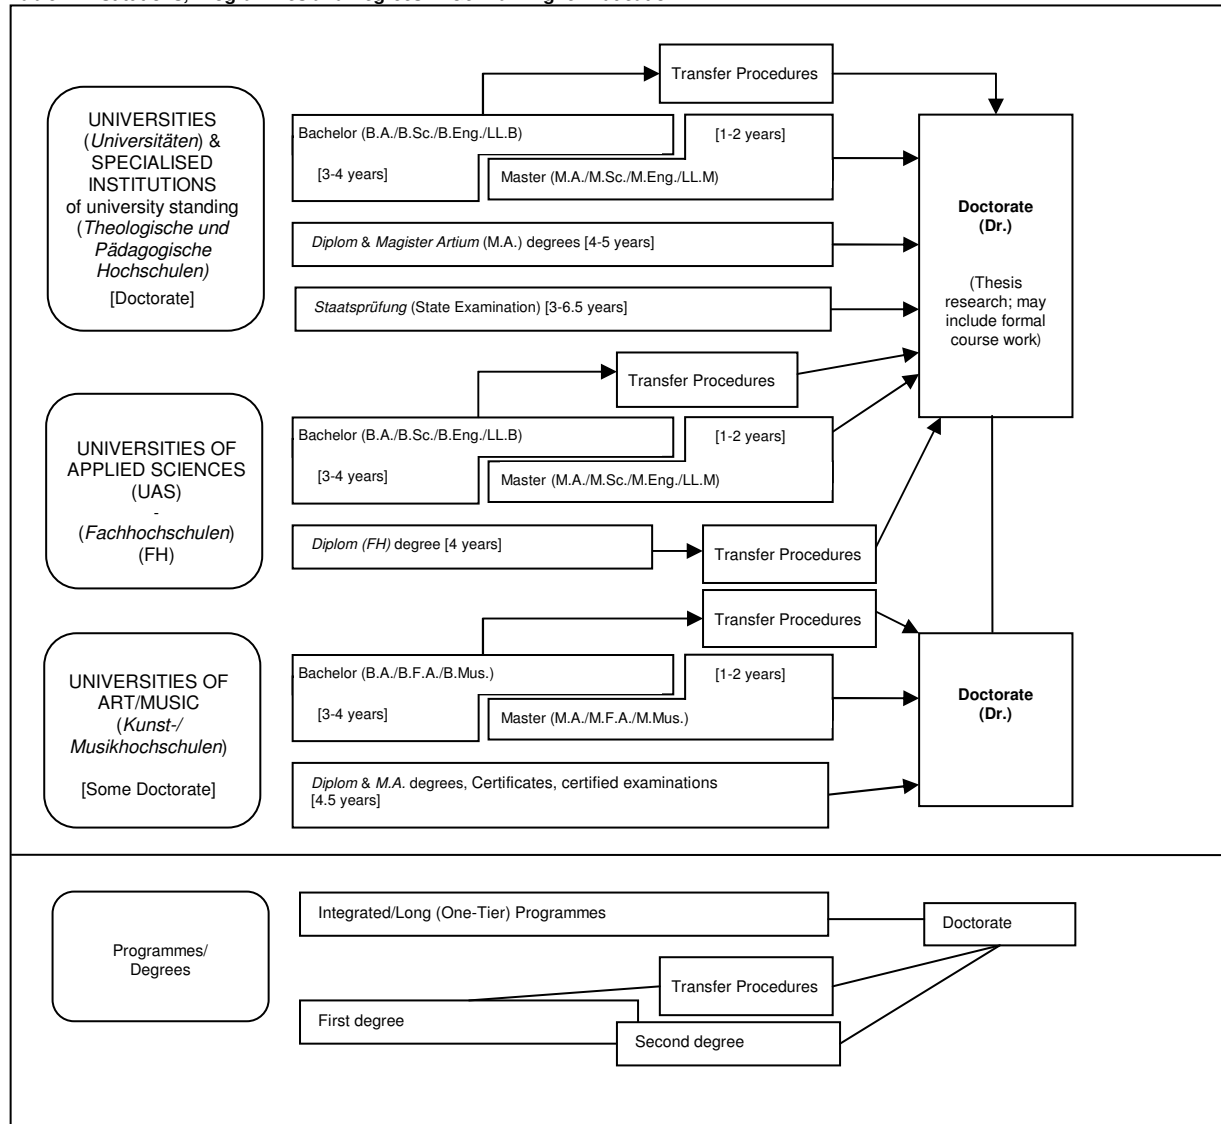 Transfer Procedures
UNIVERSITIES
(Universitäten) &
SPECIALISED
INSTITUTIONS
of university standing
(Theologische und
Pädagogische
Hochschulen)
[Doctorate]
Bachelor (B.A./B.Sc./B.Eng./LL.B)
[3-4 years]
[1-2 years]
Master (M.A./M.Sc./M.Eng./LL.M)
Diplom & Magister Artium (M.A.) degrees [4-5 years]
Staatsprüfung (State Examination) [3-6.5 years]
Doctorate
(Dr.)
(Thesis
research; may
include formal
course work)
Transfer Procedures
UNIVERSITIES OF
APPLIED SCIENCES
(UAS)
-
(Fachhochschulen)
(FH)
Bachelor (B.A./B.Sc./B.Eng./LL.B)
[3-4 years]
[1-2 years]
Master (M.A./M.Sc./M.Eng./LL.M)
Diplom (FH) degree [4 years]
Transfer Procedures
Transfer Procedures
UNIVERSITIES OF
ART/MUSIC
(Kunst-/
Musikhochschulen)
[Some Doctorate]
Bachelor (B.A./B.F.A./B.Mus.)
[3-4 years]
[1-2 years]
Master (M.A./M.F.A./M.Mus.)
Diplom & M.A. degrees, Certificates, certified examinations
[4.5 years]
Doctorate
(Dr.)
Programmes/
Degrees
Integrated/Long (One-Tier) Programmes
Doctorate
Transfer Procedures
First degree
Second degree